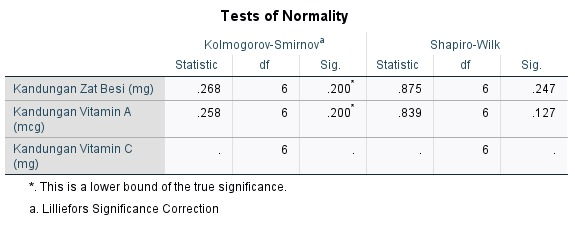 Tests of Normality
Kolmogorov-Smirnov^a Shapiro-Wilk
Statistic df Sig. Statistic df Sig.
Kandungan Zat Besi (mg) .268 6 .200* .875 6 .247
Kandungan Vitamin A .258 6 .200* .839 6 .127
(mcg)
Kandungan Vitamin C . 6 . . 6 .
(mg)
*. This is a lower bound of the true significance.
a. Lilliefors Significance Correction